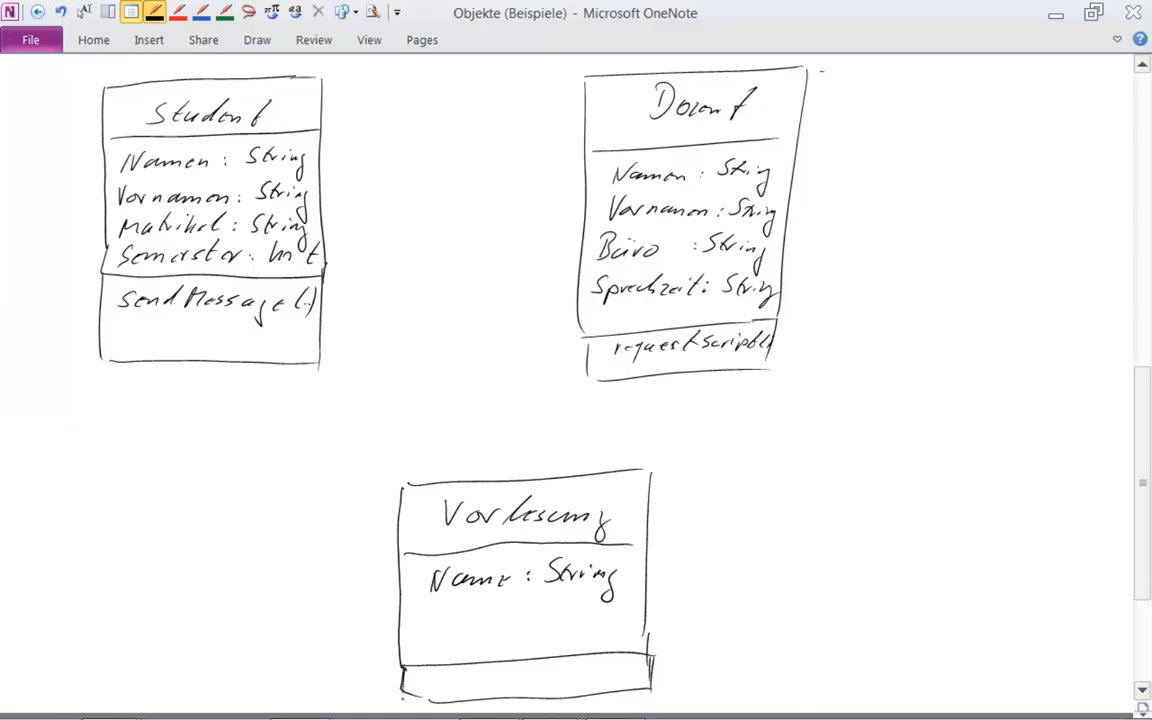 Objekte (Beispiele) - Microsoft OneNote
File Home Insert Share Draw Review View Pages
Student
Namen : String
Vornamen : String
Matrikel : String
Semester : Int
SendMessage(..)
Dozent
Namen : String
Vornamen : String
Büro : String
Sprechzeit : String
requestScript()
Vorlesung
Name : String